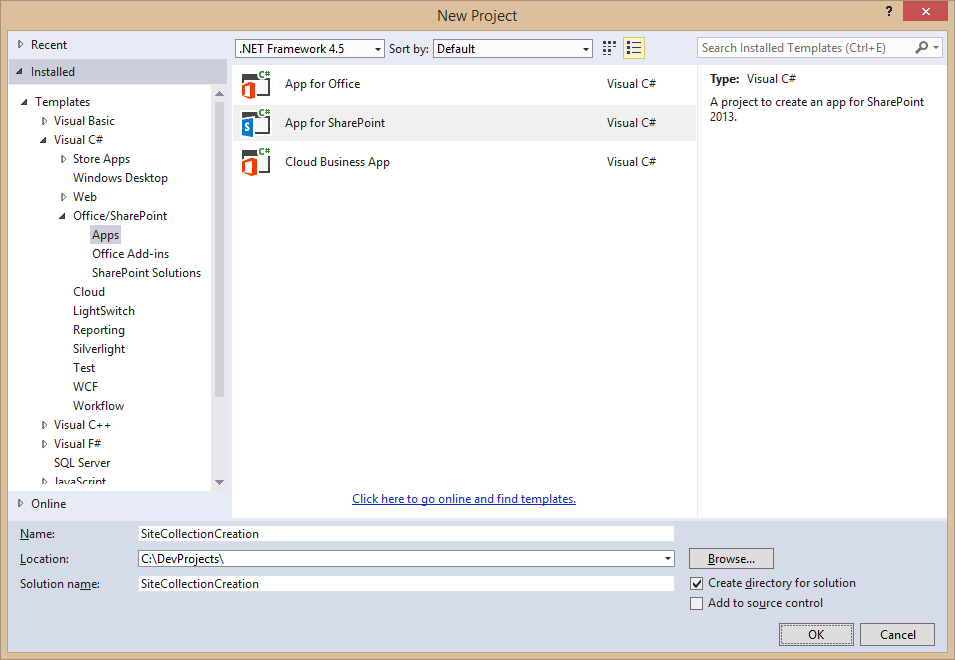 New Project
?
Recent
Installed
Templates
Visual Basic
Visual C#
Store Apps
Windows Desktop
Web
Office/SharePoint
Apps
Office Add-ins
SharePoint Solutions
Cloud
LightSwitch
Reporting
Silverlight
Test
WCF
Workflow
Visual C++
Visual F#
SQL Server
JavaScript
Online
.NET Framework 4.5 Sort by: Default
C# App for Office Visual C#
C# S App for SharePoint Visual C#
C# Cloud Business App Visual C#
Click here to go online and find templates.
Search Installed Templates (Ctrl+E)
Type: Visual C#
A project to create an app for SharePoint
2013.
Name: SiteCollectionCreation
Location: C:\DevProjects\ Browse...
Solution name: SiteCollectionCreation
Create directory for solution
Add to source control
OK Cancel